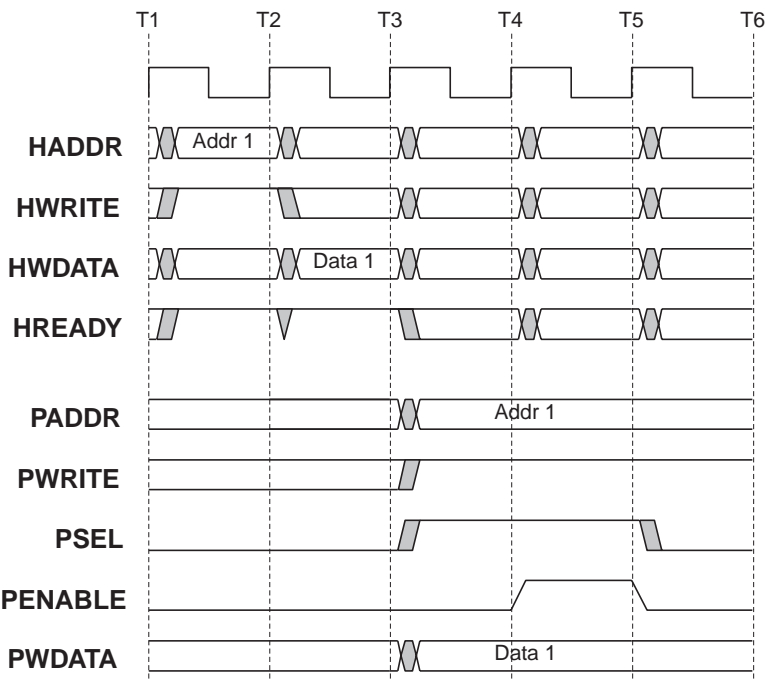 T1 T2 T3 T4 T5 T6
HADDR Addr 1
HWRITE
HWDATA Data 1
HREADY
PADDR Addr 1
PWRITE
PSEL
PENABLE
PWDATA Data 1